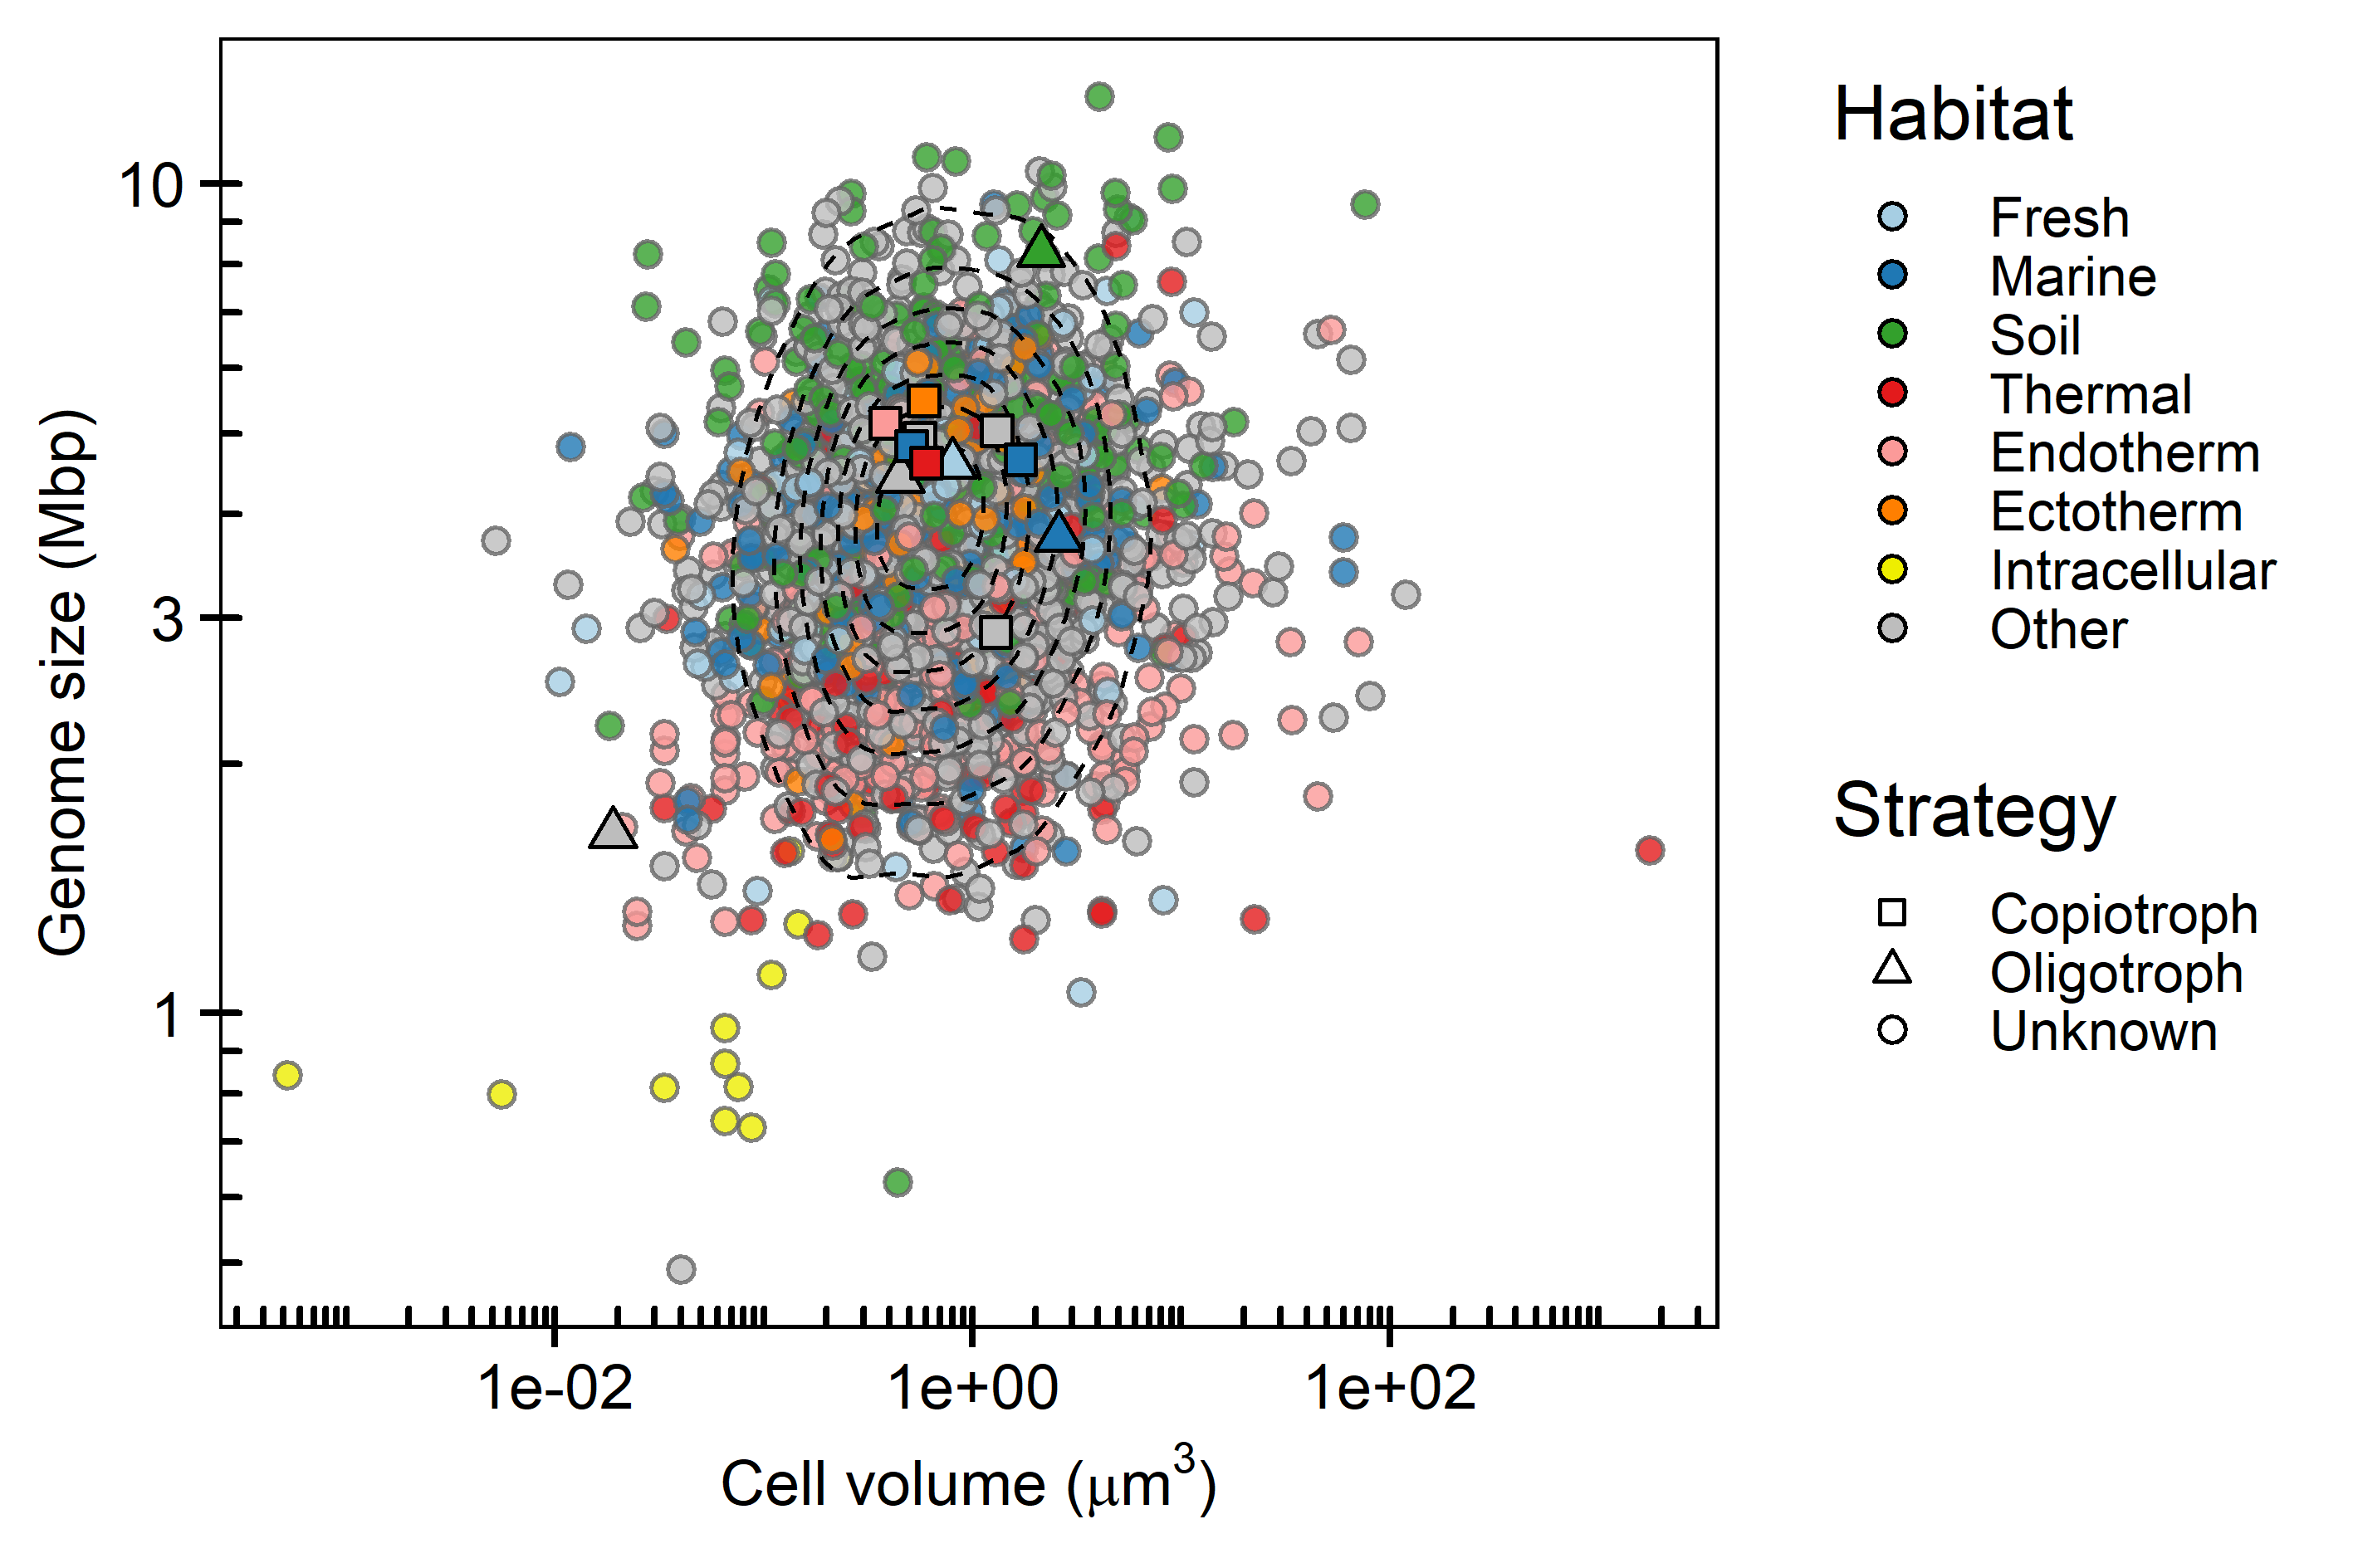 Genome size (Mbp)
10
3
1
1e-02
1e+00
1e+02
Cell volume (μm³)
Habitat
Fresh
Marine
Soil
Thermal
Endotherm
Ectotherm
Intracellular
Other
Strategy
Copiotroph
Oligotroph
Unknown